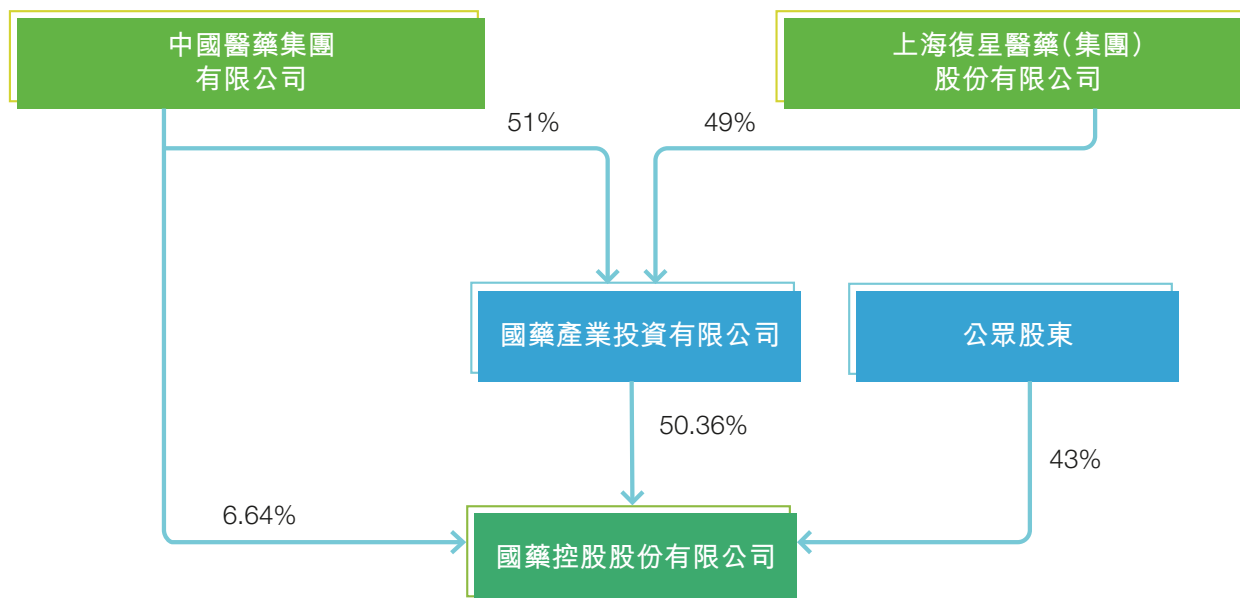 中國醫藥集團
有限公司
上海復星醫藥(集團)
股份有限公司
51%
49%
國藥產業投資有限公司
公眾股東
50.36%
43%
6.64%
國藥控股股份有限公司